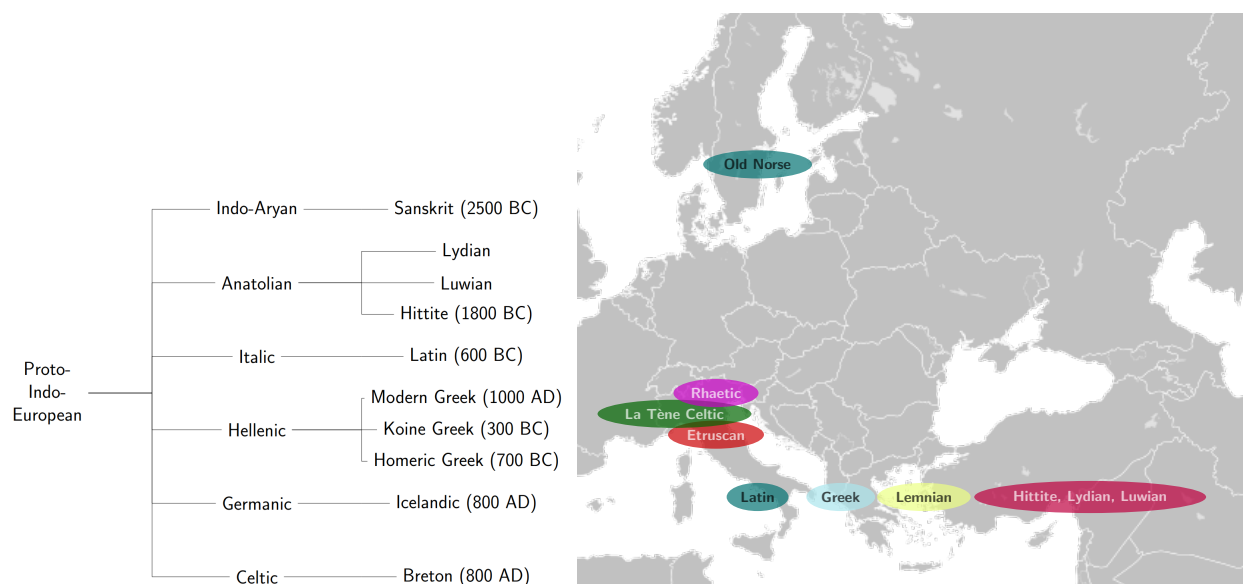 Proto-
Indo-
European
Indo-Aryan
Sanskrit (2500 BC)
Anatolian
Lydian
Luwian
Hittite (1800 BC)
Italic
Latin (600 BC)
Hellenic
Modern Greek (1000 AD)
Koine Greek (300 BC)
Homeric Greek (700 BC)
Germanic
Icelandic (800 AD)
Celtic
Breton (800 AD)
Old Norse
Rhaetic
La Tène Celtic
Etruscan
Latin
Greek
Lemnian
Hittite, Lydian, Luwian